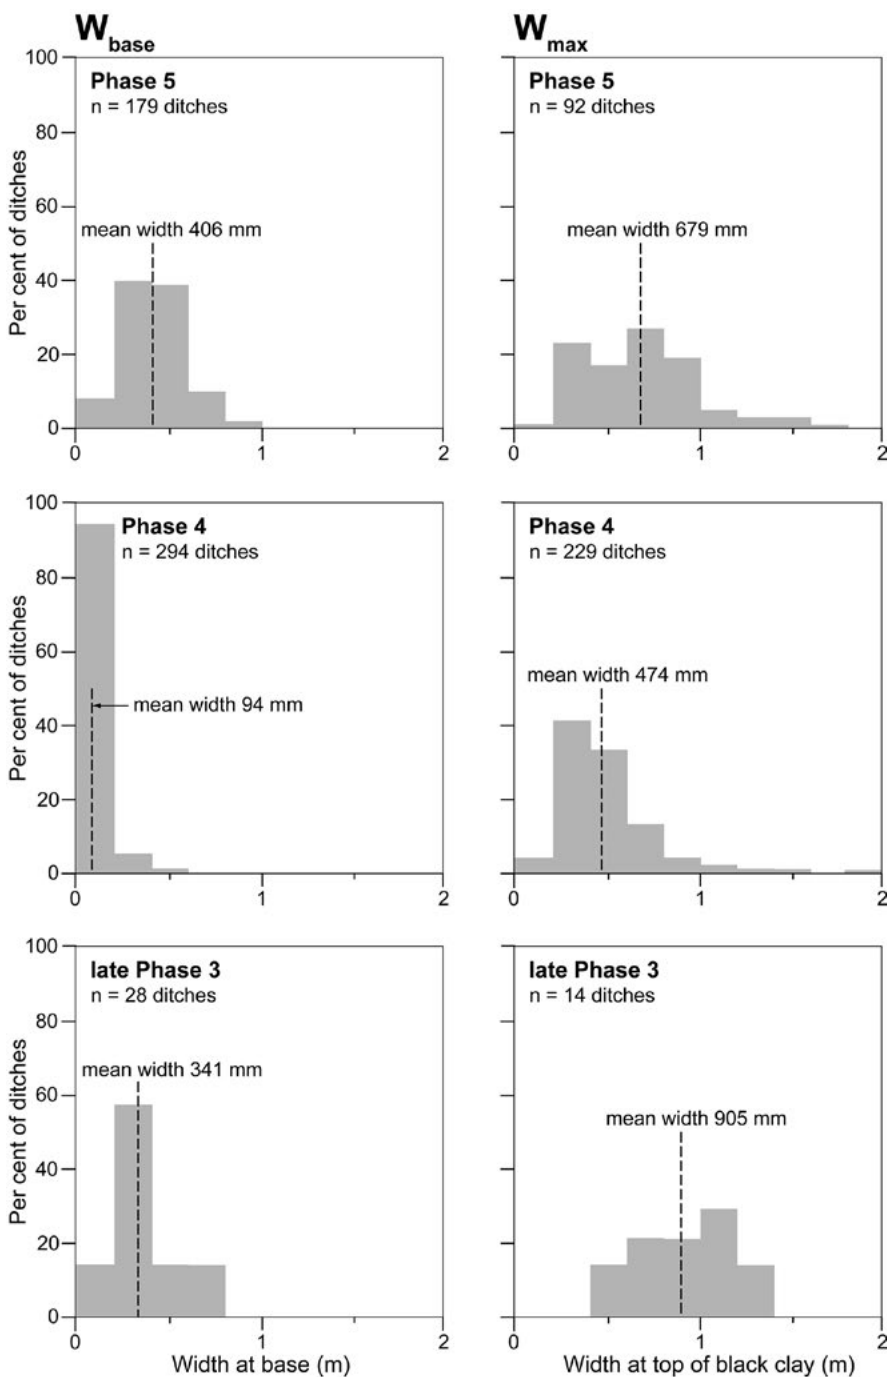 Wbase
Wmax
Phase 5
n = 179 ditches
mean width 406 mm
Per cent of ditches
100
80
60
40
20
0
0
1
2
Phase 5
n = 92 ditches
mean width 679 mm
0
1
2
Phase 4
n = 294 ditches
mean width 94 mm
Per cent of ditches
100
80
60
40
20
0
0
1
2
Phase 4
n = 229 ditches
mean width 474 mm
0
1
2
late Phase 3
n = 28 ditches
mean width 341 mm
Per cent of ditches
100
80
60
40
20
0
0
1
2
Width at base (m)
late Phase 3
n = 14 ditches
mean width 905 mm
0
1
2
Width at top of black clay (m)